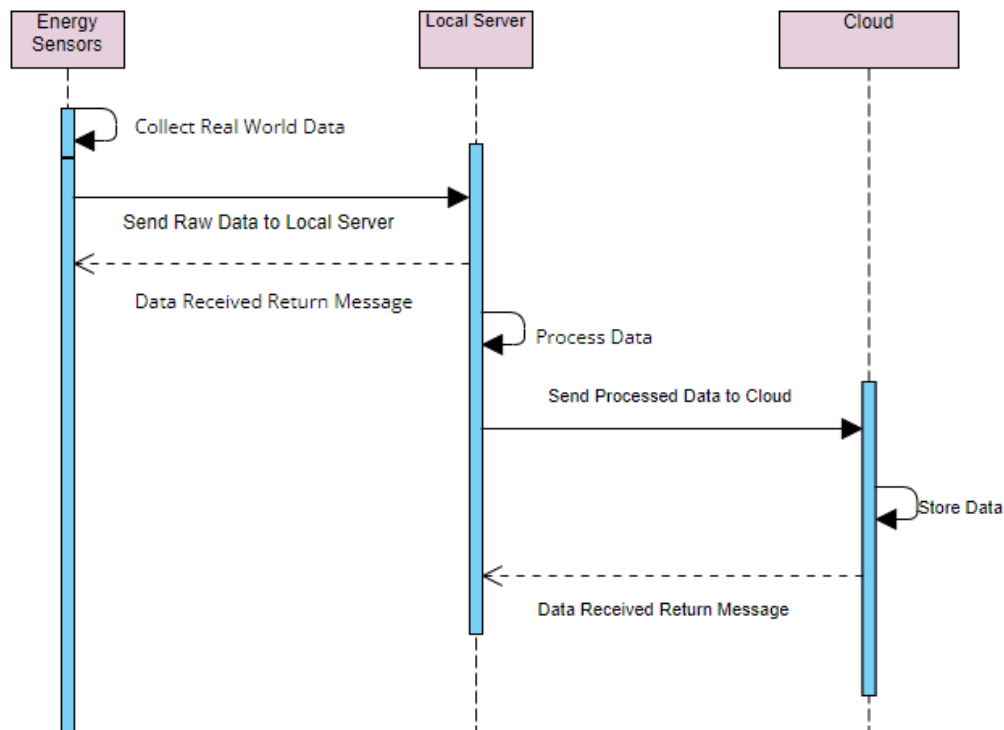 Energy
Sensors
Local Server
Cloud
Collect Real World Data
Send Raw Data to Local Server
Data Received Return Message
Process Data
Send Processed Data to Cloud
Store Data
Data Received Return Message